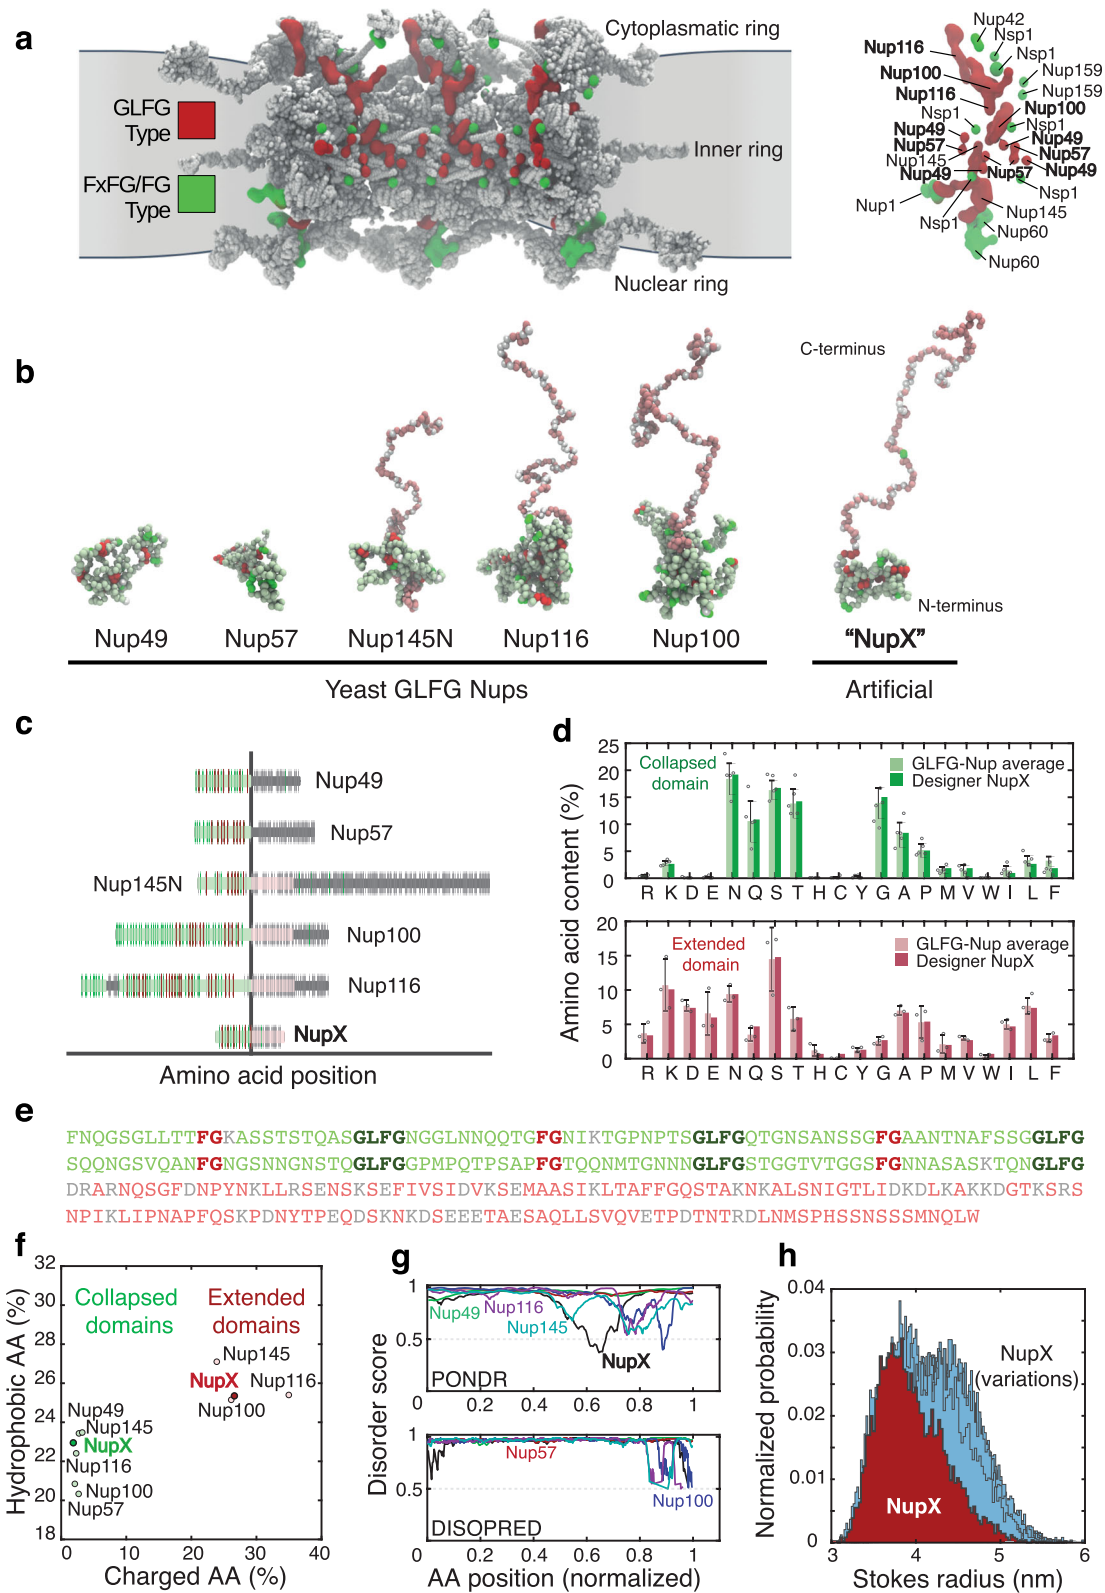 a
Cytoplasmatic ring
GLFG
Type
FxFG/FG
Type
Inner ring
Nuclear ring
Nup42
Nsp1
Nup116
Nsp1
Nup100
Nup159
Nup116
Nup159
Nsp1
Nup100
Nsp1
Nup49
Nup49
Nup57
Nup57
Nup145
Nup49
Nup57
Nup49
Nsp1
Nup1
Nsp1
Nup145
Nup60
Nup60
b
C-terminus
N-terminus
Nup49 Nup57 Nup145N Nup116 Nup100 “NupX”
Yeast GLFG Nups Artificial
c
Nup49
Nup57
Nup145N
Nup100
Nup116
NupX
Amino acid position
d
Amino acid content (%)
25
20
15
10
5
0
Collapsed
domain
GLFG-Nup average
Designer NupX
R K D E N Q S T H C Y G A P M V W I L F
20
15
10
5
0
Extended
domain
GLFG-Nup average
Designer NupX
R K D E N Q S T H C Y G A P M V W I L F
e
FNQGSGLLTTFGKASSTSTQASGLFGNGGLNNQQTGFGNIKTGPNPTSGLFGQTGNSANSSGFGAANTNAFSSGGLFG
SQQNGSVQANFGNGSNNGNSTQGLFGGPMPQTPSAPFGTQQNMTGNNNGLFGSTGGTVTGGSFGNNASASKTQNGLFG
DRARNQSGFDNPYNKLLRSENSKSEFIVSIDVKSEMAASIKLTAFFGQSTAKNKALSNIGTLIDKDLKAKKDGTKSRS
NPIKLIPNAPFQSKPDNYTPEQDSKNKDSEEETAESAQLLSVQVETPDTNTRDLNMSPHSSNSSSMNQLW
f
Hydrophobic AA (%)
32
30
28
26
24
22
20
18
Collapsed
domains
Extended
domains
Nup145
NupX
Nup116
Nup100
Nup49
Nup145
NupX
Nup116
Nup100
Nup57
0 10 20 30 40
Charged AA (%)
g
Disorder score
1
0.5
Nup49
Nup116
Nup145
NupX
PONDR
0 0.2 0.4 0.6 0.8 1
1
0.5
Nup57
Nup100
DISOPRED
0 0.2 0.4 0.6 0.8 1
AA position (normalized)
h
Normalized probability
0.04
0.03
0.02
0.01
0
NupX
(variations)
NupX
3 4 5 6
Stokes radius (nm)